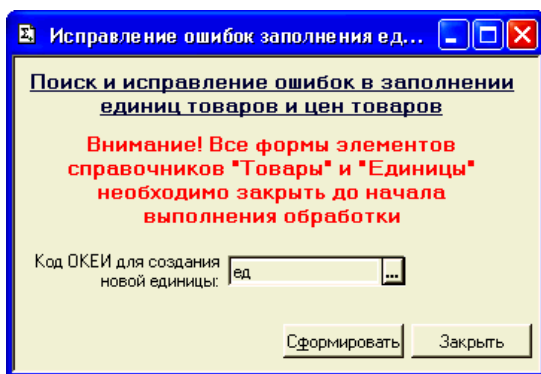 Исправление ошибок заполнения ед...
Поиск и исправление ошибок в заполнении
единиц товаров и цен товаров
Внимание! Все формы элементов
справочников "Товары" и "Единицы"
необходимо закрыть до начала
выполнения обработки
Код ОКЕИ для создания
новой единицы:
ед
...
Сформировать
Закрыть